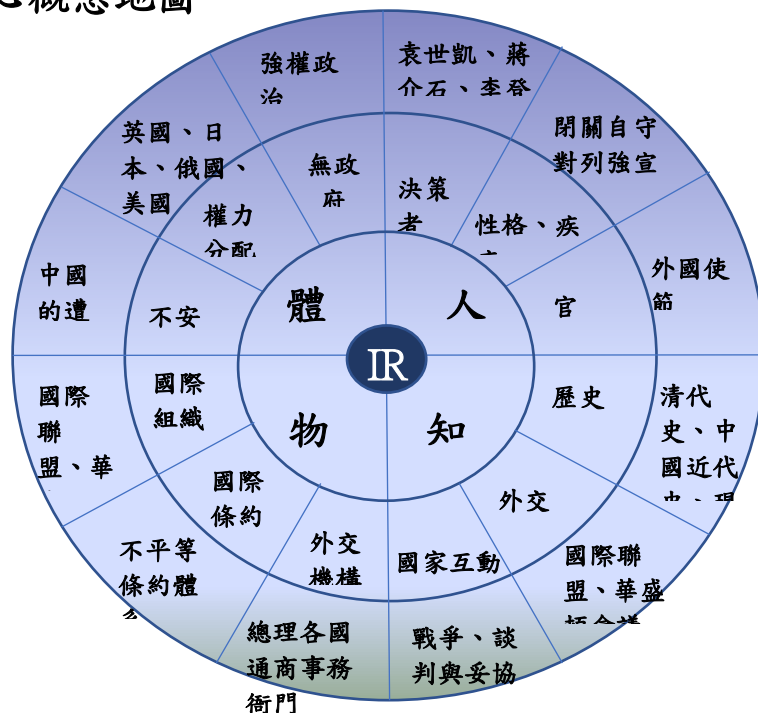 概念地圖
強權政
治
袁世凱、蔣
介石、李登
英國、日
本、俄國、
美國
閉關自守
對列強宣
無政
府
決策
者
權力
分配
性格、疾
中國
的遭
外國使
節
不安
體
人
官
IR
國際
組織
歷史
國際
聯
盟、華
清代
史、中
國近代
史、現
物
知
國際
條約
外交
外交
機構
國家互動
不平等
條約體
國際聯
盟、華盛
頓會議
總理各國
通商事務
衙門
戰爭、談
判與妥協